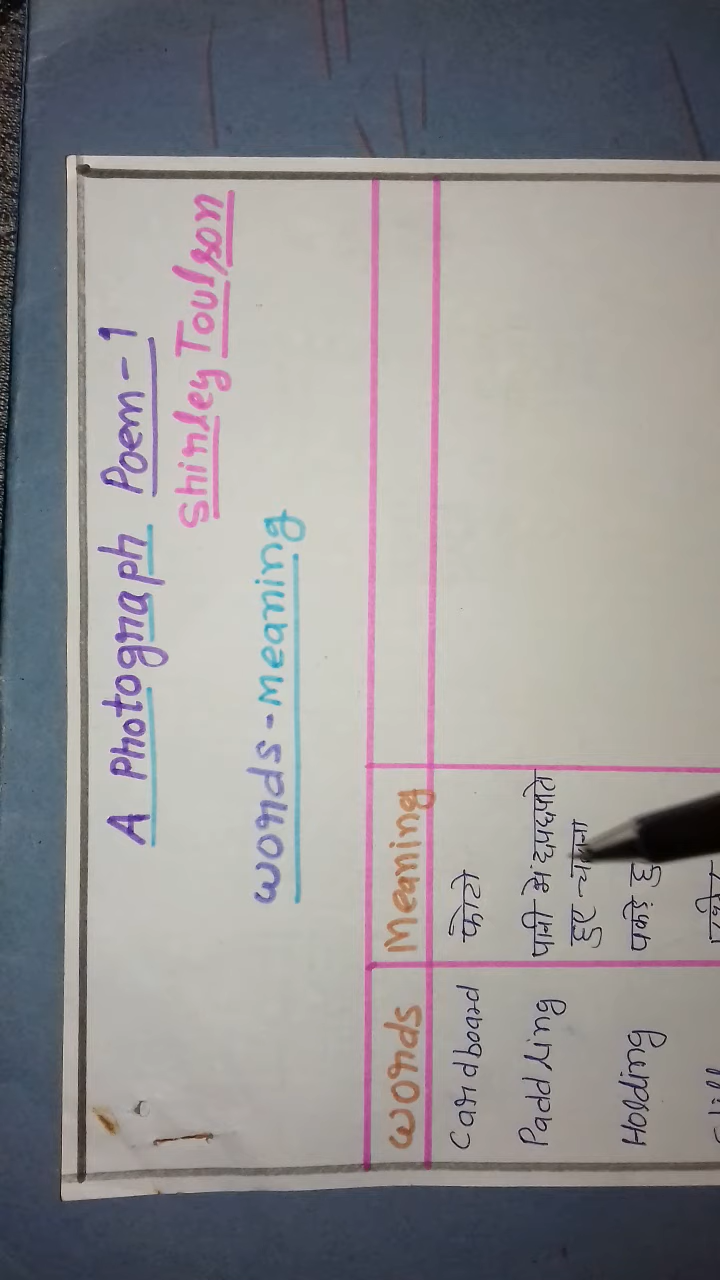 A Photograph Poem-1
Shirley Toulson
Words-Meaning
Words Meaning
Cardboard फोटो
Paddling पानी में छपछपाते
हुए चलना
Holding पकड़े हु